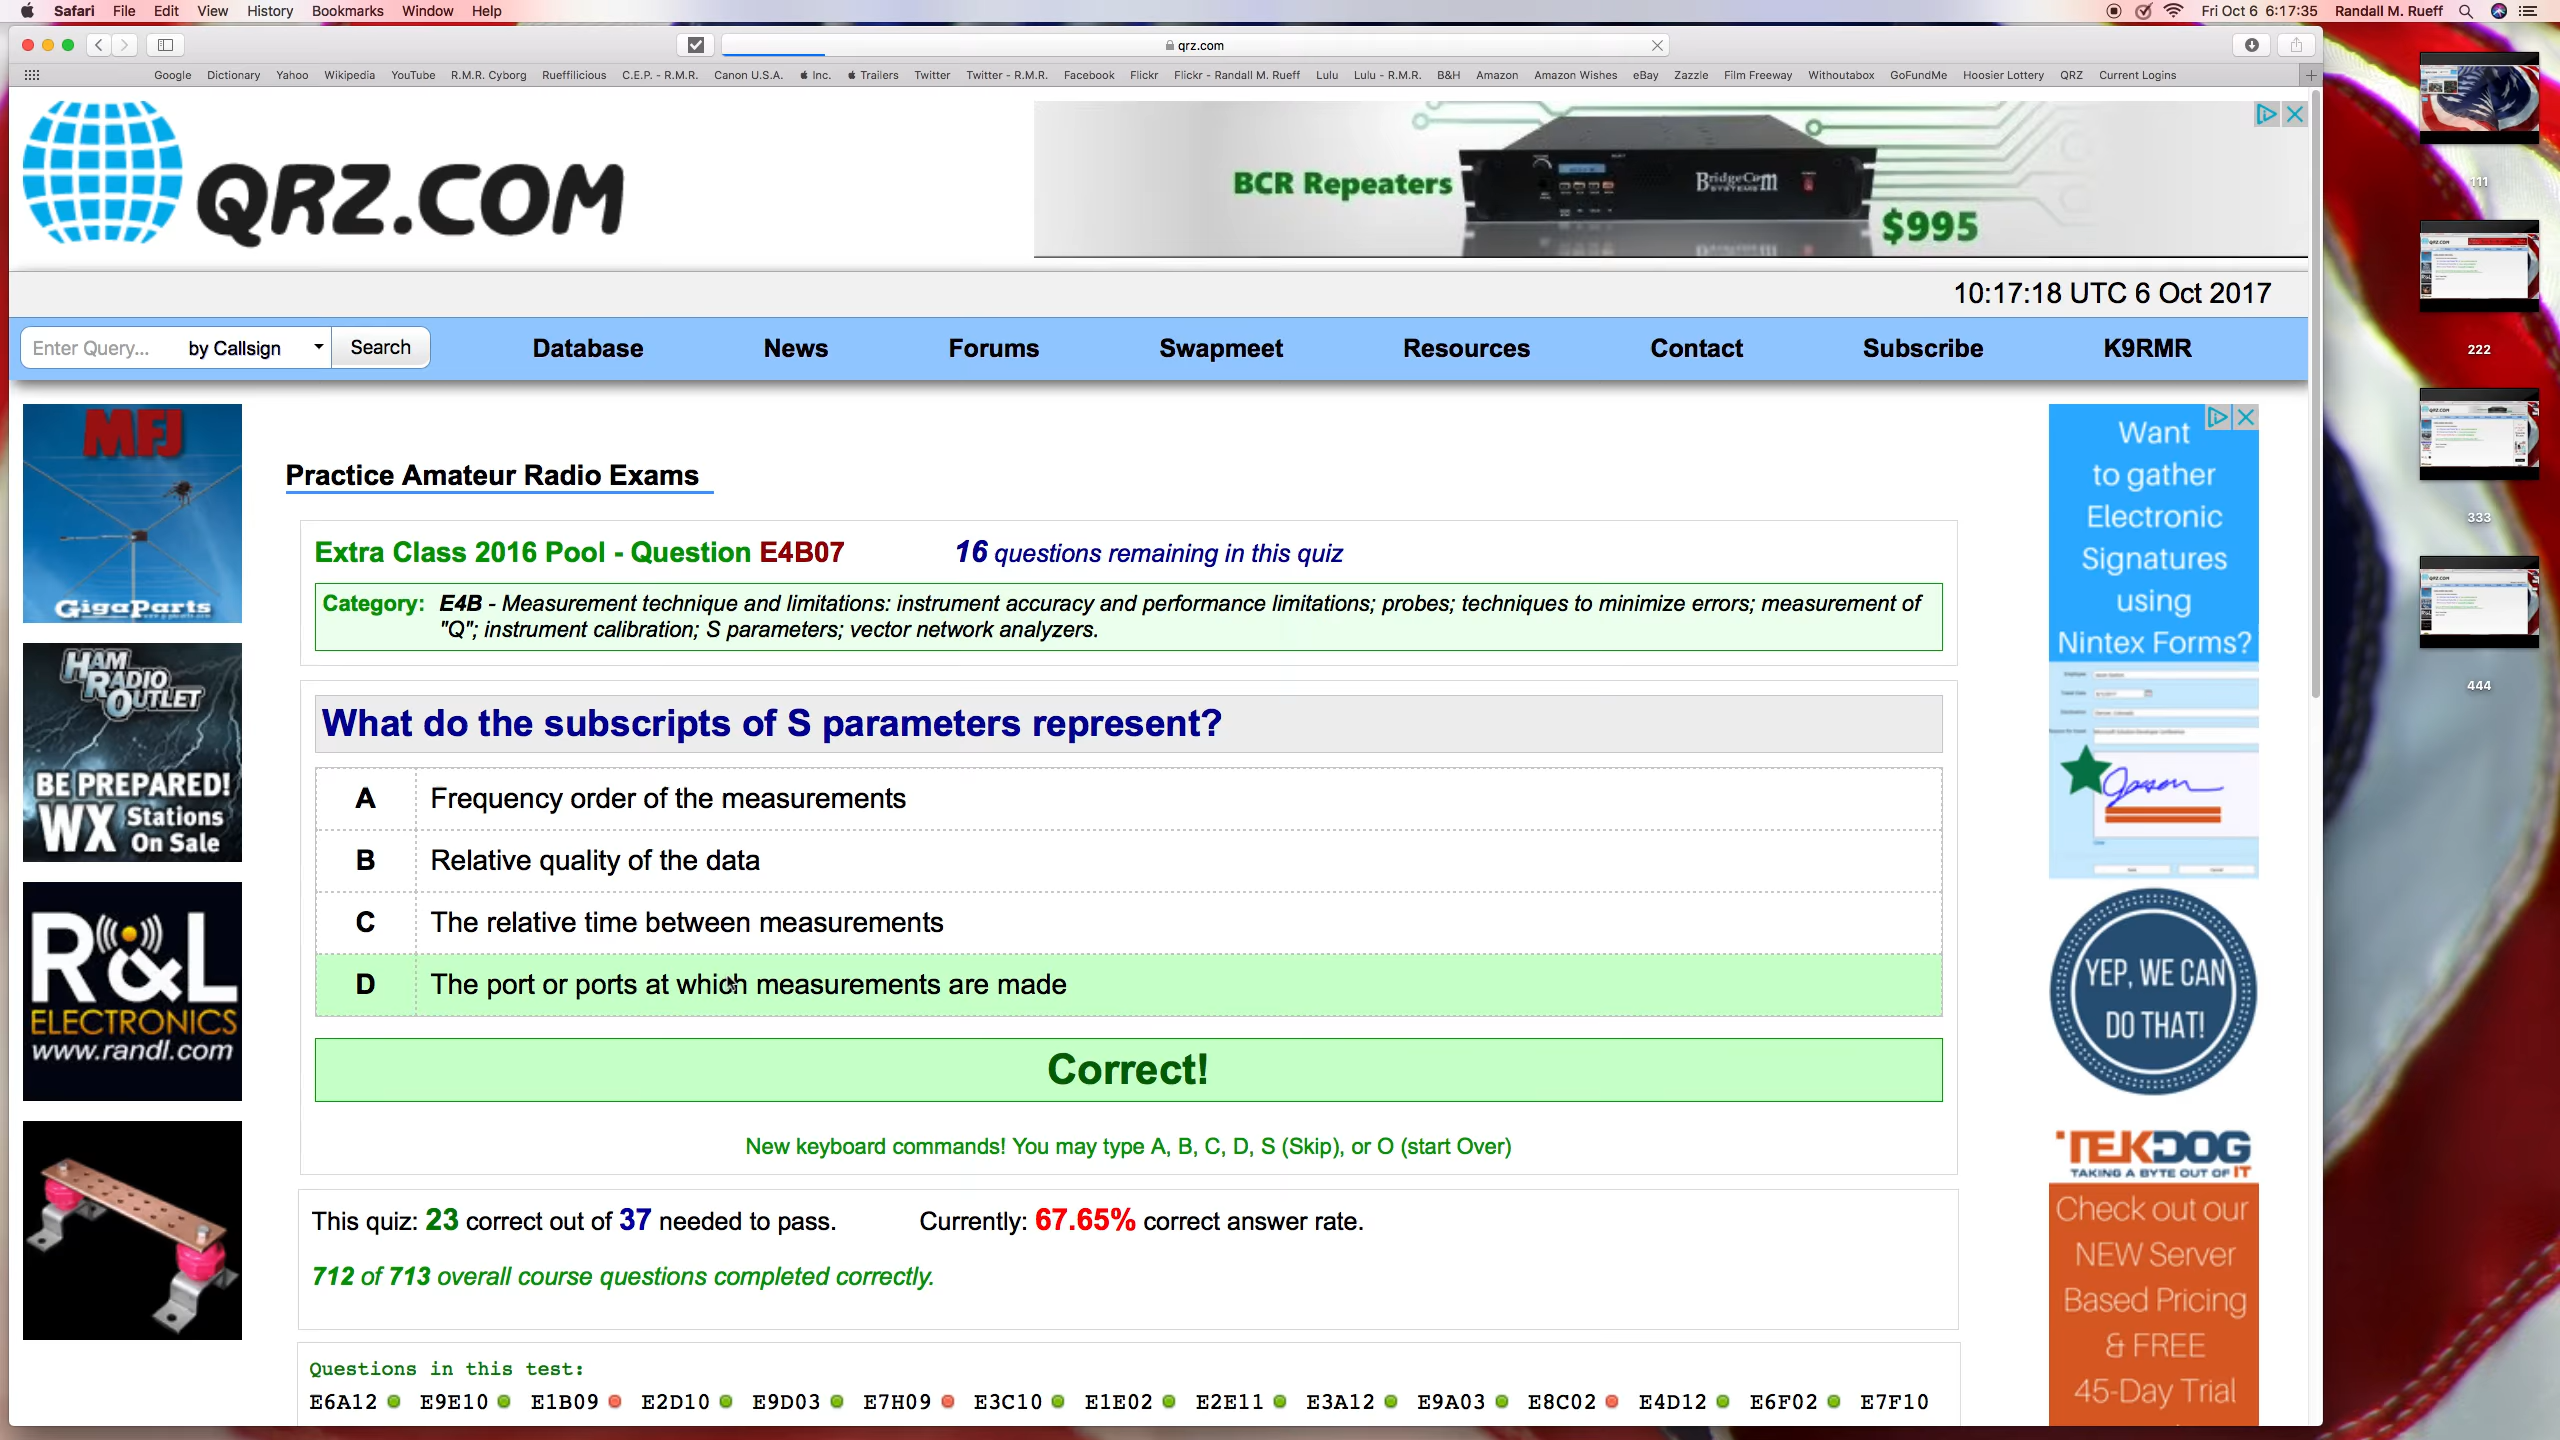 Safari File Edit View History Bookmarks Window Help
Fri Oct 6 6:17:35 Randall M. Rueff
qrz.com
Google Dictionary Yahoo Wikipedia YouTube R.M.R. Cyborg Rueffilicious C.E.P. - R.M.R. Canon U.S.A. Inc. Trailers Twitter Twitter - R.M.R. Facebook Flickr Flickr - Randall M. Rueff Lulu Lulu - R.M.R. B&H Amazon Amazon Wishes eBay Zazzle Film Freeway Withoutabox GoFundMe Hoosier Lottery QRZ Current Logins
QRZ.COM
BCR Repeaters
BridgeCom
SYSTEMS
$995
111
222
333
444
10:17:18 UTC 6 Oct 2017
Enter Query... by Callsign Search Database News Forums Swapmeet Resources Contact Subscribe K9RMR
MFJ
GigaParts
HAM
RADIO
OUTLET
BE PREPARED!
WX Stations
On Sale
R&L
ELECTRONICS
www.randl.com
Practice Amateur Radio Exams
Extra Class 2016 Pool - Question E4B07 16 questions remaining in this quiz
Category: E4B - Measurement technique and limitations: instrument accuracy and performance limitations; probes; techniques to minimize errors; measurement of
"Q"; instrument calibration; S parameters; vector network analyzers.
What do the subscripts of S parameters represent?
A Frequency order of the measurements
B Relative quality of the data
C The relative time between measurements
D The port or ports at which measurements are made
Correct!
New keyboard commands! You may type A, B, C, D, S (Skip), or O (start Over)
This quiz: 23 correct out of 37 needed to pass. Currently: 67.65% correct answer rate.
712 of 713 overall course questions completed correctly.
Questions in this test:
E6A12 E9E10 E1B09 E2D10 E9D03 E7H09 E3C10 E1E02 E2E11 E3A12 E9A03 E8C02 E4D12 E6F02 E7F10
Want
to gather
Electronic
Signatures
using
Nintex Forms?
Jason
YEP, WE CAN
DO THAT!
TEKDOG
TAKING A BYTE OUT OF IT
Check out our
NEW Server
Based Pricing
& FREE
45-Day Trial